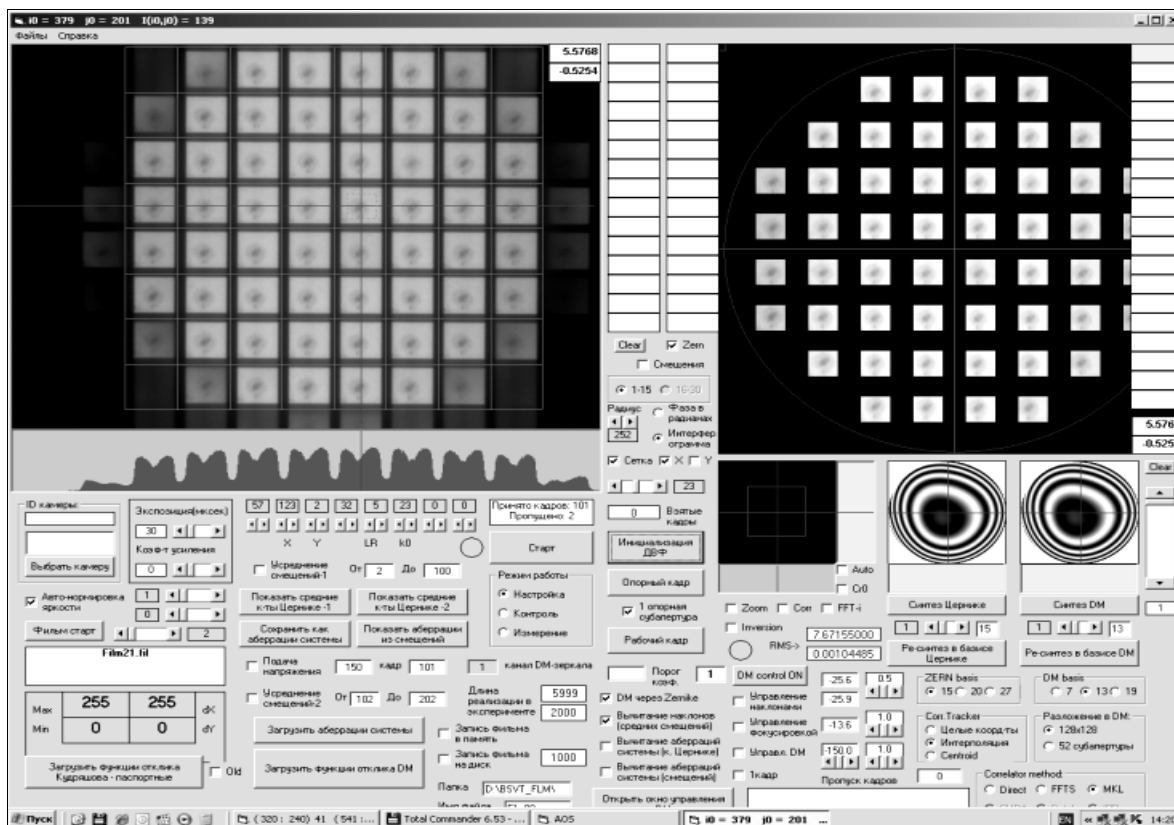 i0 = 379 j0 = 201 I(i0,j0) = 139
Файлы Справка
5.5768
-0.5254
5.576
-0.525
Clear
Zern
Смещения
1-15 16-30
Радиус
252
Фаза в радианах
Интерферограмма
Сетка X Y
23
0 Взятые кадры
Инициализация ДВФ
Опорный кадр
1 опорная субапертура
Рабочий кадр
Порог коэф. 1
DM через Zernike
Вычитание наклонов (средних смещений)
Вычитание аберраций системы (к. Цернике)
Вычитание аберраций системы (смещений)
Открыть окно управления
ID камеры:
Выбрать камеру
Экспозиция(мксек)
30
Коэф-т усиления
0
Авто-нормировка яркости
1
0
Фильм старт
2
Film21.fil
Max 255 255 dX
Min 0 0 dY
Загрузить функции отклика Кудряшова - паспортные
Old
57 123 2 32 5 23 0 0
X Y LR k0
Принято кадров: 101
Пропущено: 2
Старт
Усреднение смещений-1
От 2 До 100
Показать средние к-ты Цернике -1
Показать средние к-ты Цернике -2
Сохранить как аберрации системы
Показать аберрации из смещений
Режим работы
Настройка
Контроль
Измерение
Подача напряжения 150 кадр 101
1 канал DM-зеркала
Усреднение смещений-2
От 102 До 202
Длина реализации в эксперименте
5999
2000
Загрузить аберрации системы
Запись фильма в память
Запись фильма на диск
1000
Загрузить функции отклика DM
Папка D:\BSVT_FLM\
Auto
Cr0
Zoom Corr FFT-i
Inversion
7.67155000
RMS->
0.00104485
DM control ON
-25.6 0.5
-25.9
Управление наклонами
Управление фокусировкой
-13.6 1.0
Управл. DM
-150.0 1.0
1кадр
Пропуск кадров
0
Синтез Цернике
Синтез DM
1 15
1 13
Ре-синтез в базисе Цернике
Ре-синтез в базисе DM
ZERN basis
15 20 27
DM basis
7 13 19
Corr.Tracker
Целые коорд-ты
Интерполяция
Centroid
Разложение в DM:
128x128
52 субапертуры
Correlator method:
Direct FFTS MKL
Clear
1
Пуск
( 320 : 240) 41 (541 :...
Total Commander 6.53 - ...
AOS
i0 = 379 j0 = 201 ...
EN